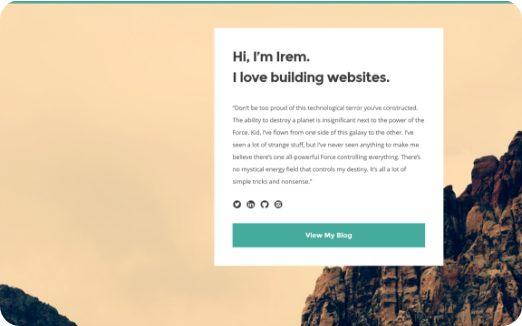 Hi, I'm Irem.
I love building websites.
"Don't be too proud of this technological terror you've constructed.
The ability to destroy a planet is insignificant next to the power of the
Force. Kid, I've flown from one side of this galaxy to the other. I've
seen a lot of strange stuff, but I've never seen anything to make me
believe there's one all-powerful Force controlling everything. There's
no mystical energy field that controls my destiny. It's all a lot of
simple tricks and nonsense."
View My Blog